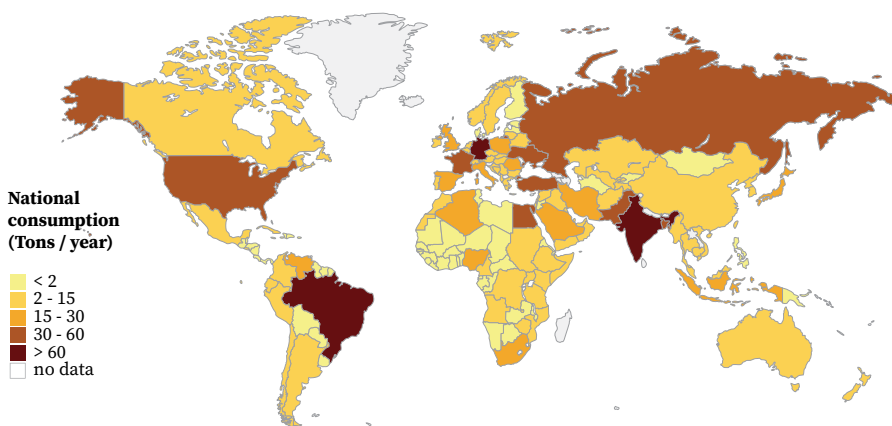 National
consumption
(Tons / year)
< 2
2 - 15
15 - 30
30 - 60
> 60
no data